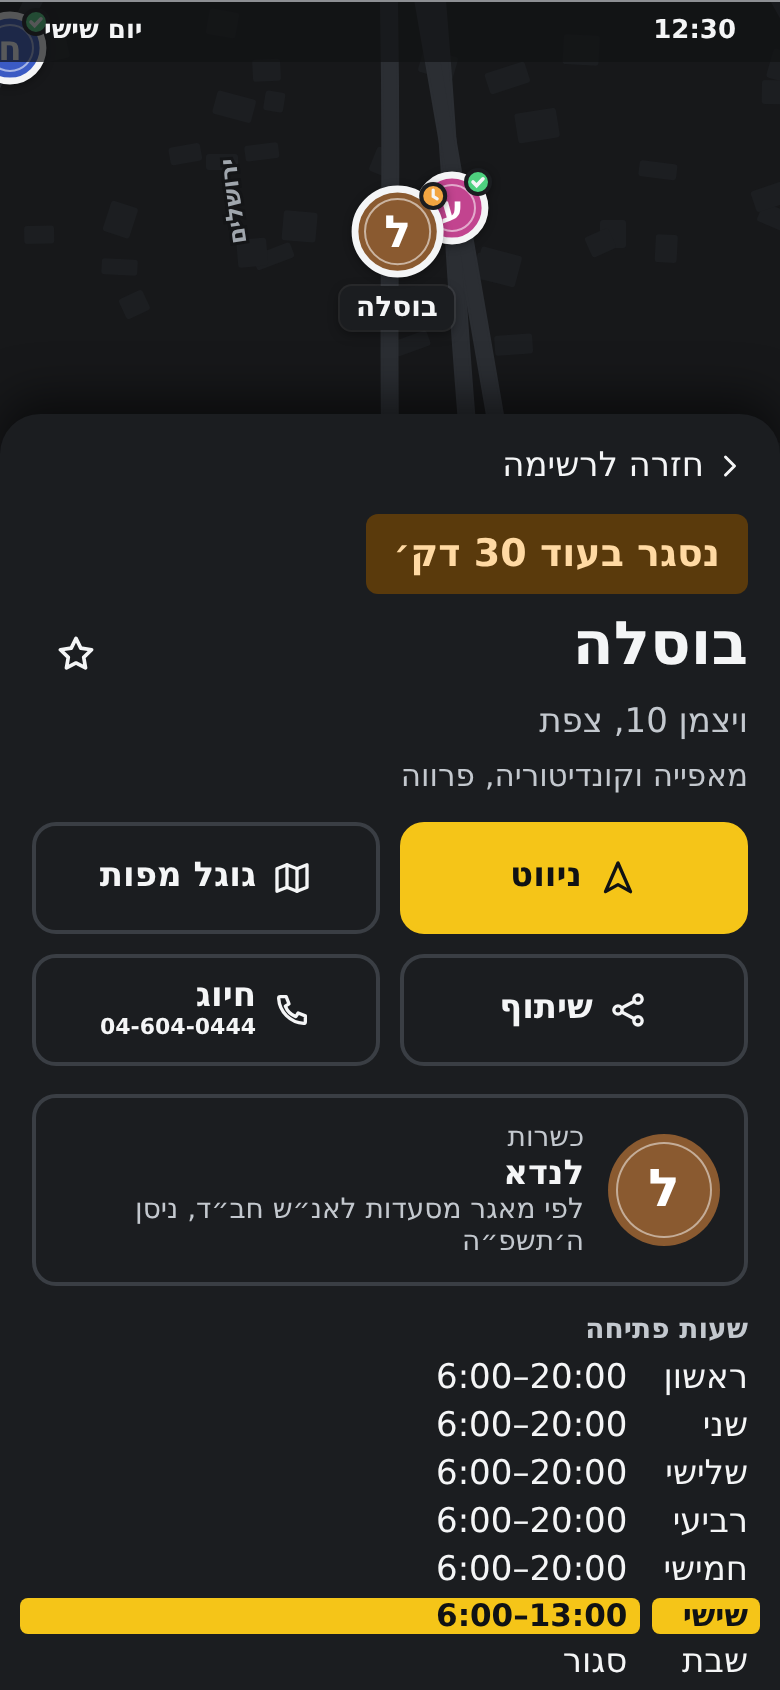 12:30
יום שישי
ח
ירושלים
ל
ע
בוסלה
חזרה לרשימה
נסגר בעוד 30 דק׳
בוסלה
ויצמן 10, צפת
מאפייה וקונדיטוריה, פרווה
ניווט
גוגל מפות
שיתוף
חיוג
04-604-0444
ל
כשרות
לנדא
לפי מאגר מסעדות לאנ״ש חב״ד, ניסן
ה׳תשפ״ה
שעות פתיחה
ראשון 6:00–20:00
שני 6:00–20:00
שלישי 6:00–20:00
רביעי 6:00–20:00
חמישי 6:00–20:00
שישי 6:00–13:00
שבת סגור